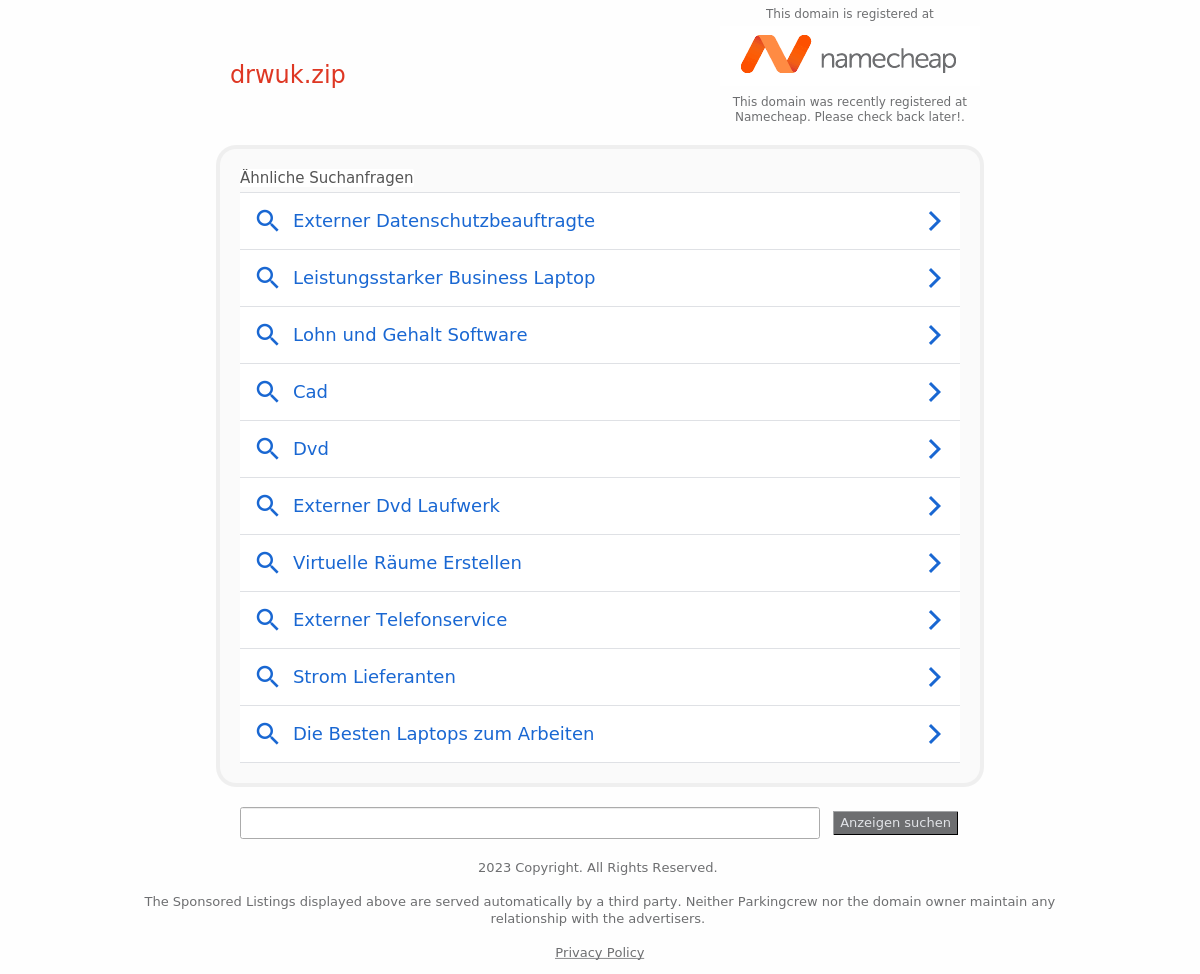 This domain is registered at
namecheap
drwuk.zip
This domain was recently registered at
Namecheap. Please check back later!.
Ähnliche Suchanfragen
Externer Datenschutzbeauftragte
Leistungsstarker Business Laptop
Lohn und Gehalt Software
Cad
Dvd
Externer Dvd Laufwerk
Virtuelle Räume Erstellen
Externer Telefonservice
Strom Lieferanten
Die Besten Laptops zum Arbeiten
Anzeigen suchen
2023 Copyright. All Rights Reserved.
The Sponsored Listings displayed above are served automatically by a third party. Neither Parkingcrew nor the domain owner maintain any
relationship with the advertisers.
Privacy Policy